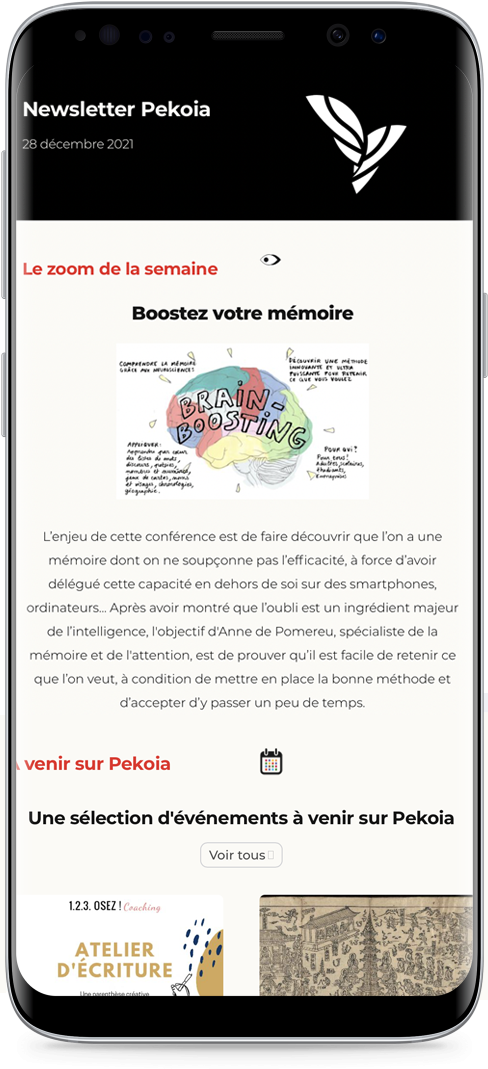 Newsletter Pekoia
28 décembre 2021
Le zoom de la semaine
Boostez votre mémoire
COMPRENDRE LA MÉMOIRE
GRÂCE AUX NEUROSCIENCES
DÉCOUVRIR UNE MÉTHODE
INNOVANTE ET ULTRA
PUISSANTE POUR RETENIR
CE QUE VOUS VOULEZ
BRAIN-
BOOSTING
APPLIQUER:
Apprendre par cœur
des listes de mots,
discours, poésies,
nombres et
jeux de cartes, noms
et visages, chronologies,
géographie.
POUR QUI?
Pour tous!
Adultes, scolaires,
étudiants,
Entreprises
L’enjeu de cette conférence est de faire découvrir que l’on a une
mémoire dont on ne soupçonne pas l’efficacité, à force d’avoir
délégué cette capacité en dehors de soi sur des smartphones,
ordinateurs... Après avoir montré que l’oubli est un ingrédient majeur
de l’intelligence, l'objectif d'Anne de Pomereu, spécialiste de la
mémoire et de l'attention, est de prouver qu’il est facile de retenir ce
que l’on veut, à condition de mettre en place la bonne méthode et
d’accepter d’y passer un peu de temps.
À venir sur Pekoia
Une sélection d'événements à venir sur Pekoia
Voir tous
1.2.3. OSEZ ! Coaching
ATELIER
D'ÉCRITURE
Une parenthèse créative